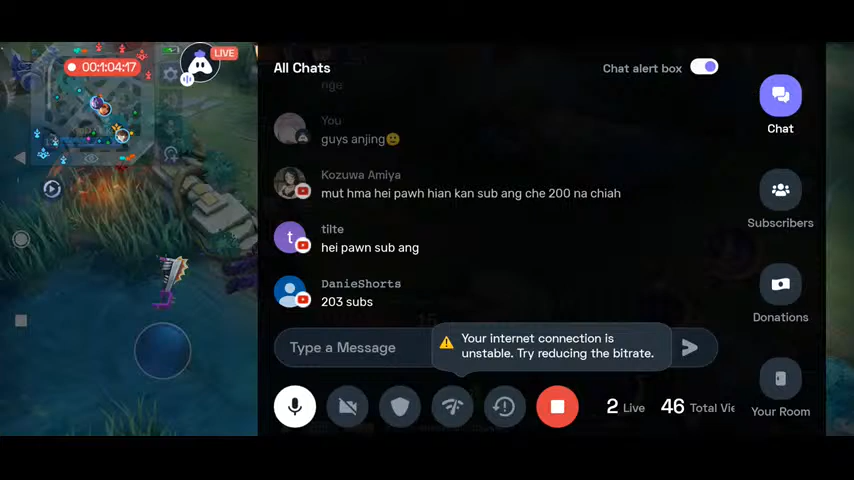 00:1:04:17
LIVE
All Chats
Chat alert box
Chat
You
guys anjing🙂
Kozuwa Amiya
mut hma hei pawh hian kan sub ang che 200 na chiah
Subscribers
t
tilte
hei pawn sub ang
DanieShorts
203 subs
Donations
Type a Message
Your internet connection is
unstable. Try reducing the bitrate.
2 Live
46 Total Vie
Your Room